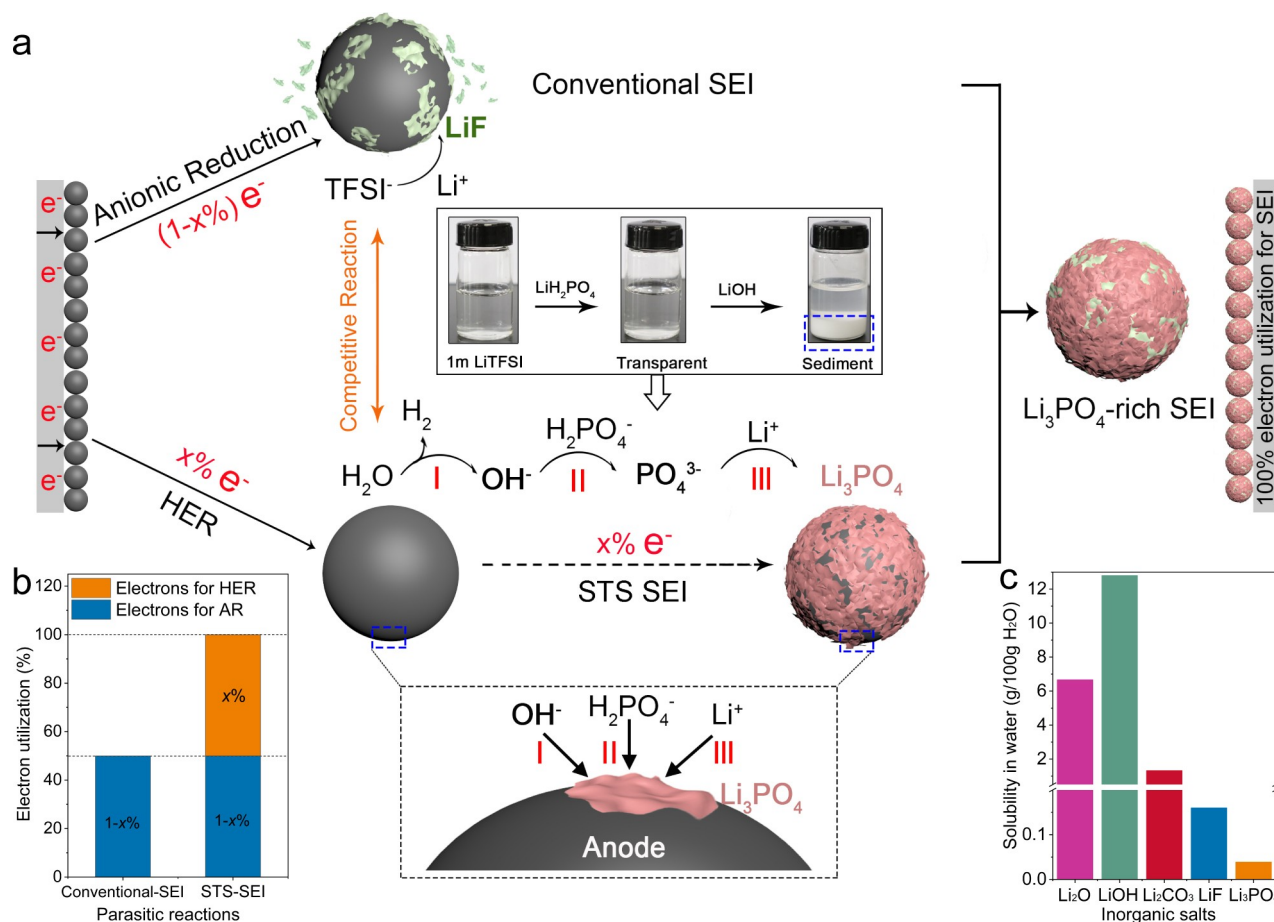 a
Conventional SEI
LiF
Anionic Reduction
(1-x%) e⁻
TFSI⁻
Li⁺
e⁻
e⁻
e⁻
e⁻
e⁻
Competitive Reaction
LiH₂PO₄
LiOH
1m LiTFSI
Transparent
Sediment
Li₃PO₄-rich SEI
100% electron utilization for SEI
x% e⁻
HER
H₂
H₂PO₄⁻
Li⁺
H₂O
I
OH⁻
II
PO₄³⁻
III
Li₃PO₄
x% e⁻
STS SEI
OH⁻
H₂PO₄⁻
Li⁺
I
II
III
Li₃PO₄
Anode
b
Electrons for HER
Electrons for AR
120
100
80
60
40
20
0
Electron utilization (%)
x%
1-x%
1-x%
Conventional-SEI
STS-SEI
Parasitic reactions
c
12
10
8
6
4
2
0.1
0.0
Solubility in water (g/100g H₂O)
Li₂O
LiOH
Li₂CO₃
LiF
Li₃PO
Inorganic salts